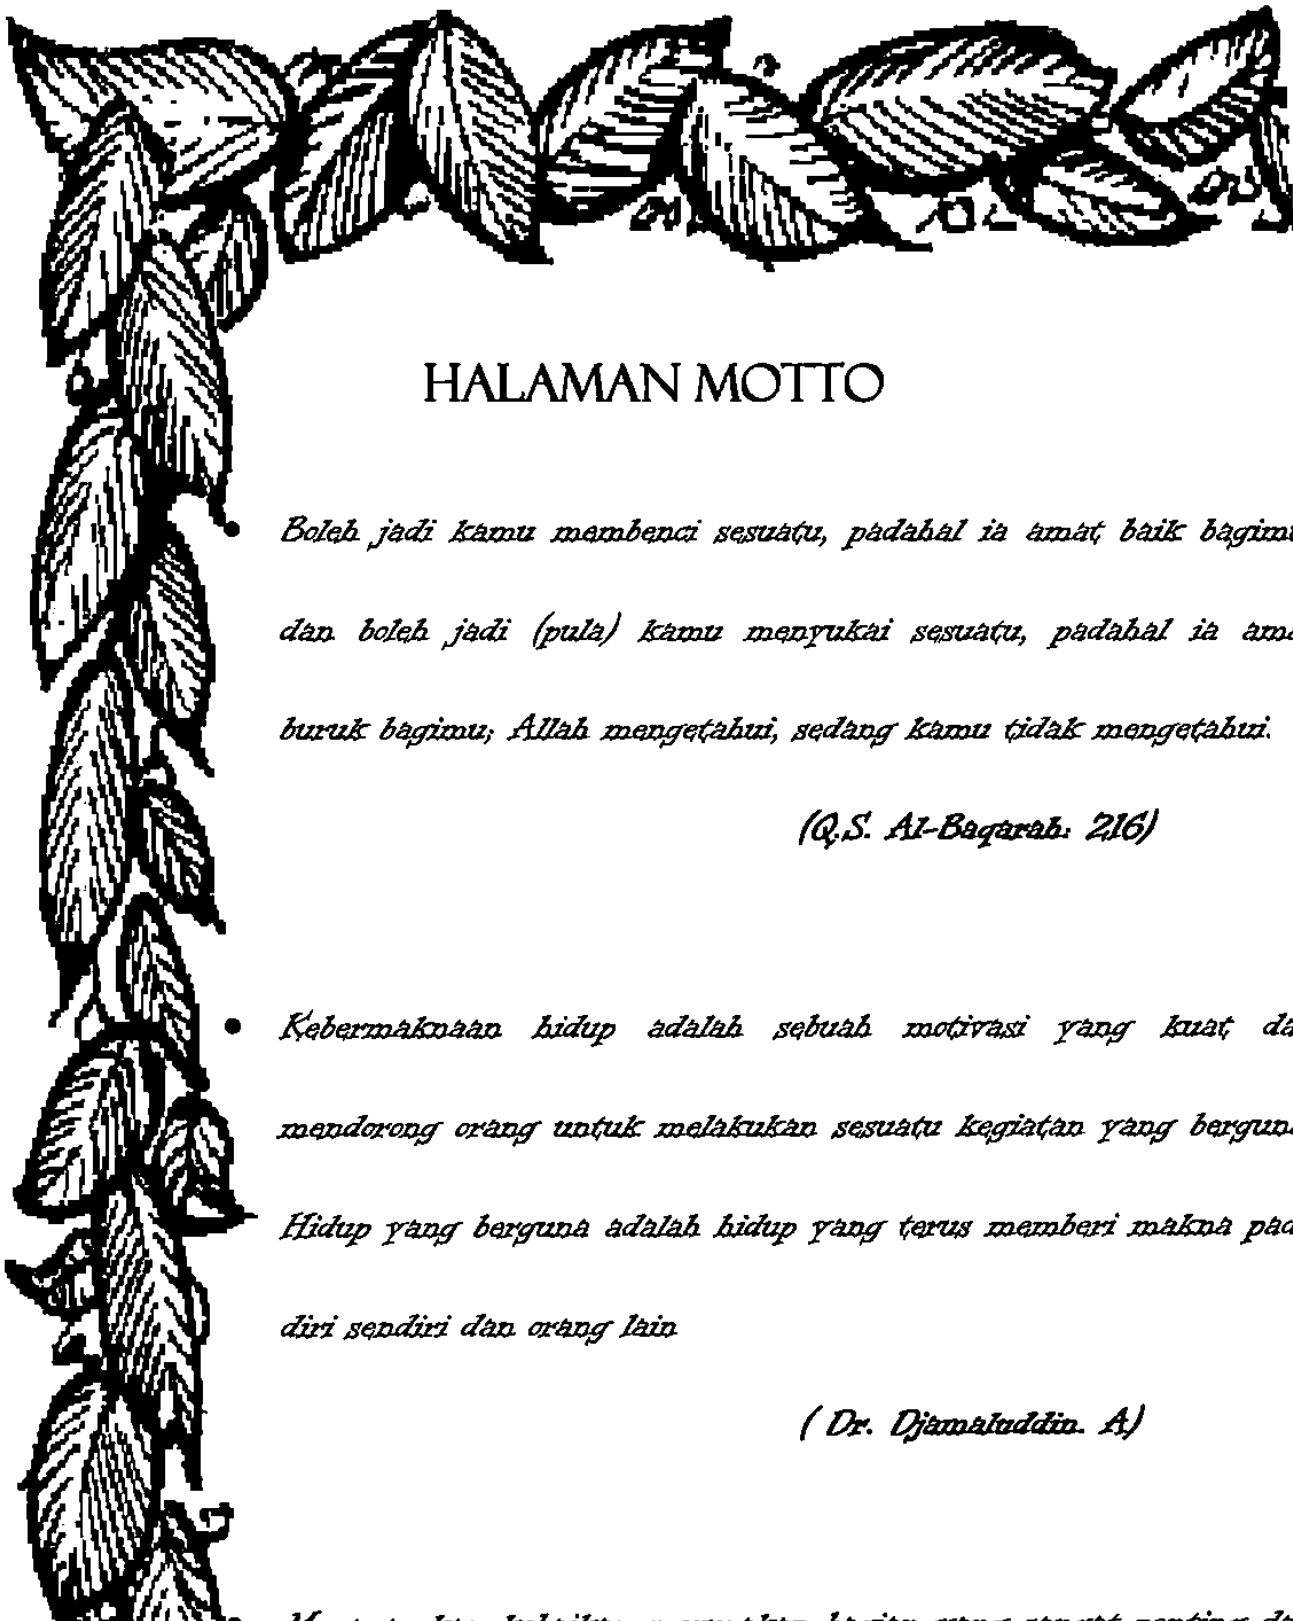 HALAMAN MOTTO
• Boleh jadi kamu membenci sesuatu, padahal ia amat baik bagimu
dan boleh jadi (pula) kamu menyukai sesuatu, padahal ia ama
buruk bagimu; Allah mengetahui, sedang kamu tidak mengetahui.
(Q.S. Al-Baqarah: 216)
• Kebermaknaan hidup adalah sebuah motivasi yang kuat da
mendorong orang untuk melakukan sesuatu kegiatan yang berguna
Hidup yang berguna adalah hidup yang terus memberi makna pad
diri sendiri dan orang lain
( Dr. Djamaluddin. A)